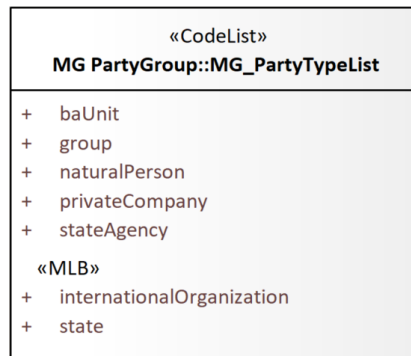 «CodeList»
MG PartyGroup::MG_PartyTypeList
+ baUnit
+ group
+ naturalPerson
+ privateCompany
+ stateAgency
«MLB»
+ internationalOrganization
+ state